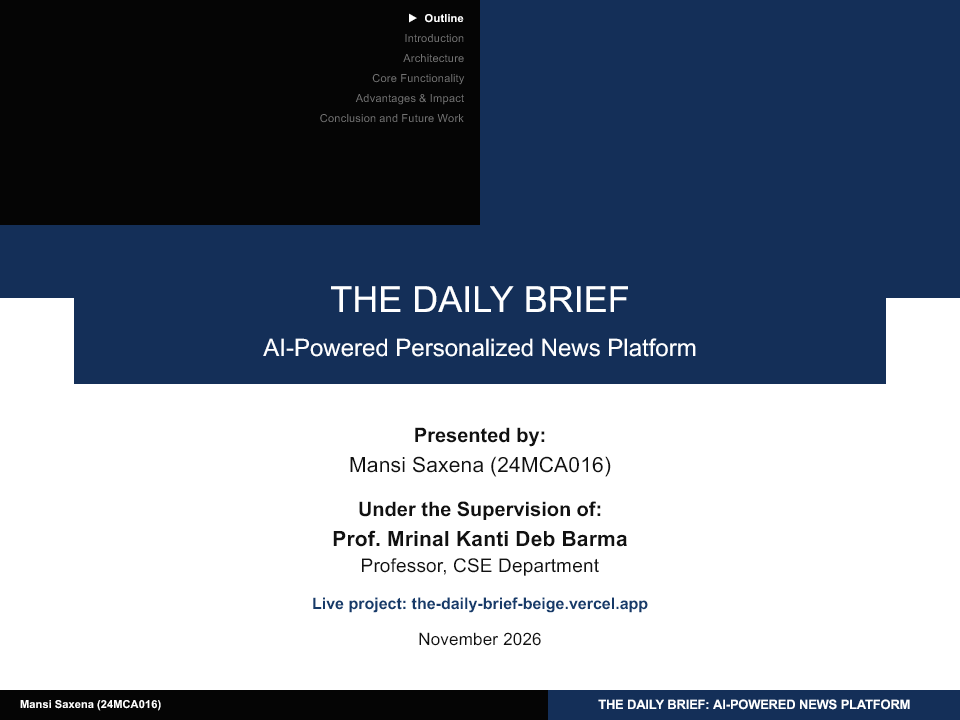 Outline
Introduction
Architecture
Core Functionality
Advantages & Impact
Conclusion and Future Work
THE DAILY BRIEF
AI-Powered Personalized News Platform
Presented by:
Mansi Saxena (24MCA016)
Under the Supervision of:
Prof. Mrinal Kanti Deb Barma
Professor, CSE Department
Live project: the-daily-brief-beige.vercel.app
November 2026
Mansi Saxena (24MCA016)
THE DAILY BRIEF: AI-POWERED NEWS PLATFORM